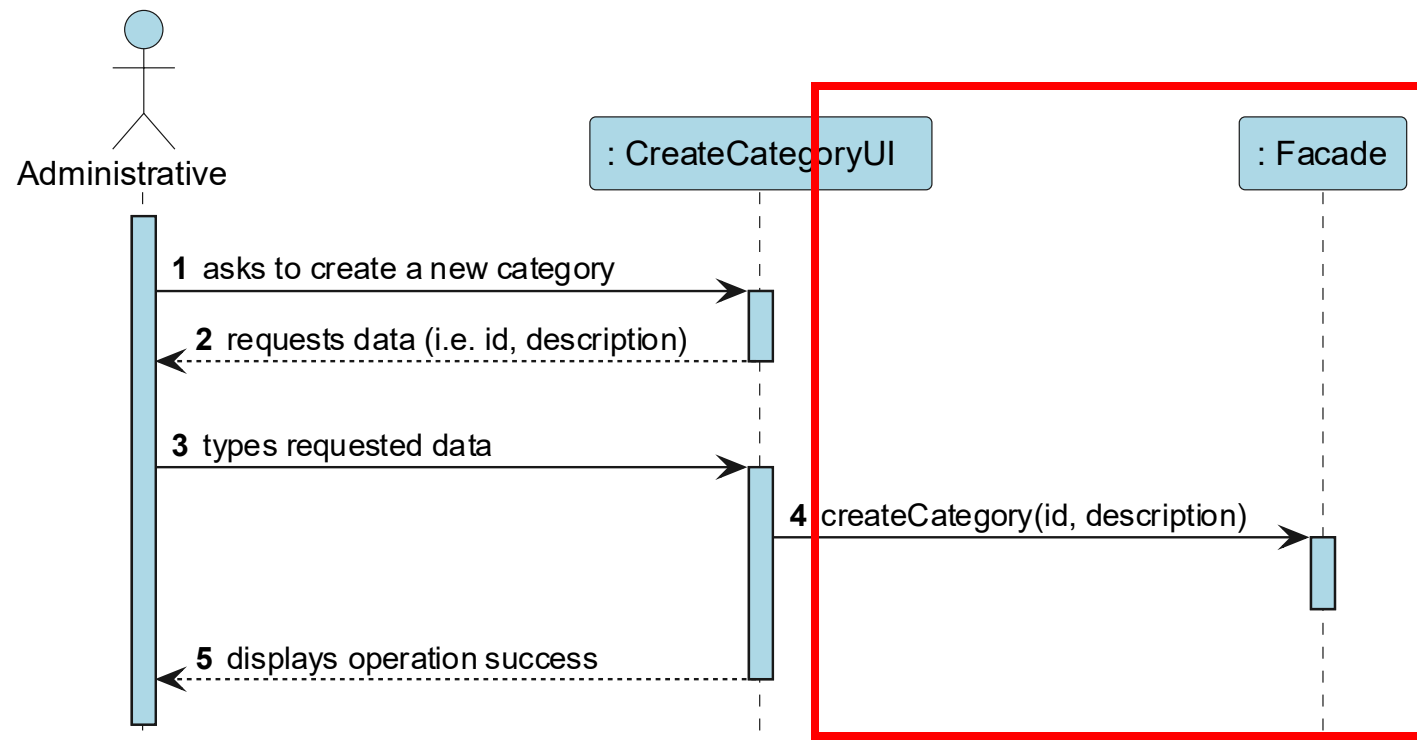 : CreateCategoryUI
: Facade
Administrative
1 asks to create a new category
2 requests data (i.e. id, description)
3 types requested data
4 createCategory(id, description)
5 displays operation success